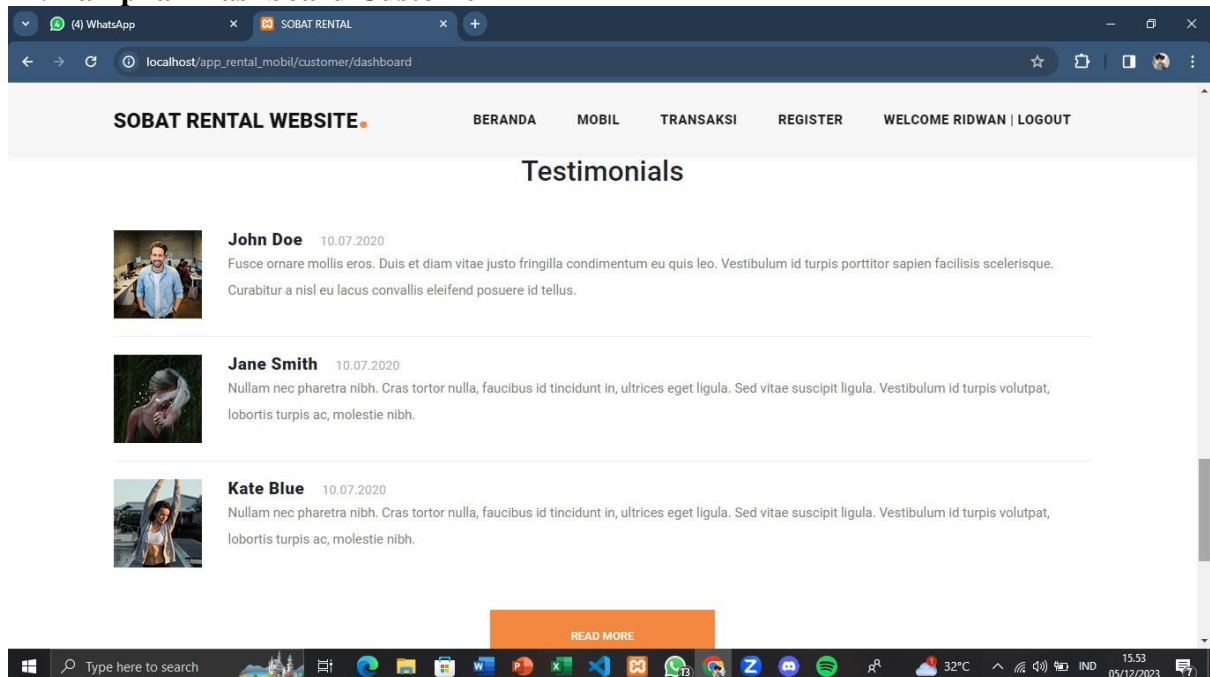 (4) WhatsApp
SOBAT RENTAL
localhost/app_rental_mobil/customer/dashboard
SOBAT RENTAL WEBSITE.
BERANDA MOBIL TRANSAKSI REGISTER WELCOME RIDWAN | LOGOUT
Testimonials
John Doe 10.07.2020
Fusce ornare mollis eros. Duis et diam vitae justo fringilla condimentum eu quis leo. Vestibulum id turpis porttitor sapien facilisis scelerisque.
Curabitur a nisl eu lacus convallis eleifend posuere id tellus.
Jane Smith 10.07.2020
Nullam nec pharetra nibh. Cras tortor nulla, faucibus id tincidunt in, ultrices eget ligula. Sed vitae suscipit ligula. Vestibulum id turpis volutpat,
lobortis turpis ac, molestie nibh.
Kate Blue 10.07.2020
Nullam nec pharetra nibh. Cras tortor nulla, faucibus id tincidunt in, ultrices eget ligula. Sed vitae suscipit ligula. Vestibulum id turpis volutpat,
lobortis turpis ac, molestie nibh.
READ MORE
Type here to search
32°C
IND
15.53
05/12/2023